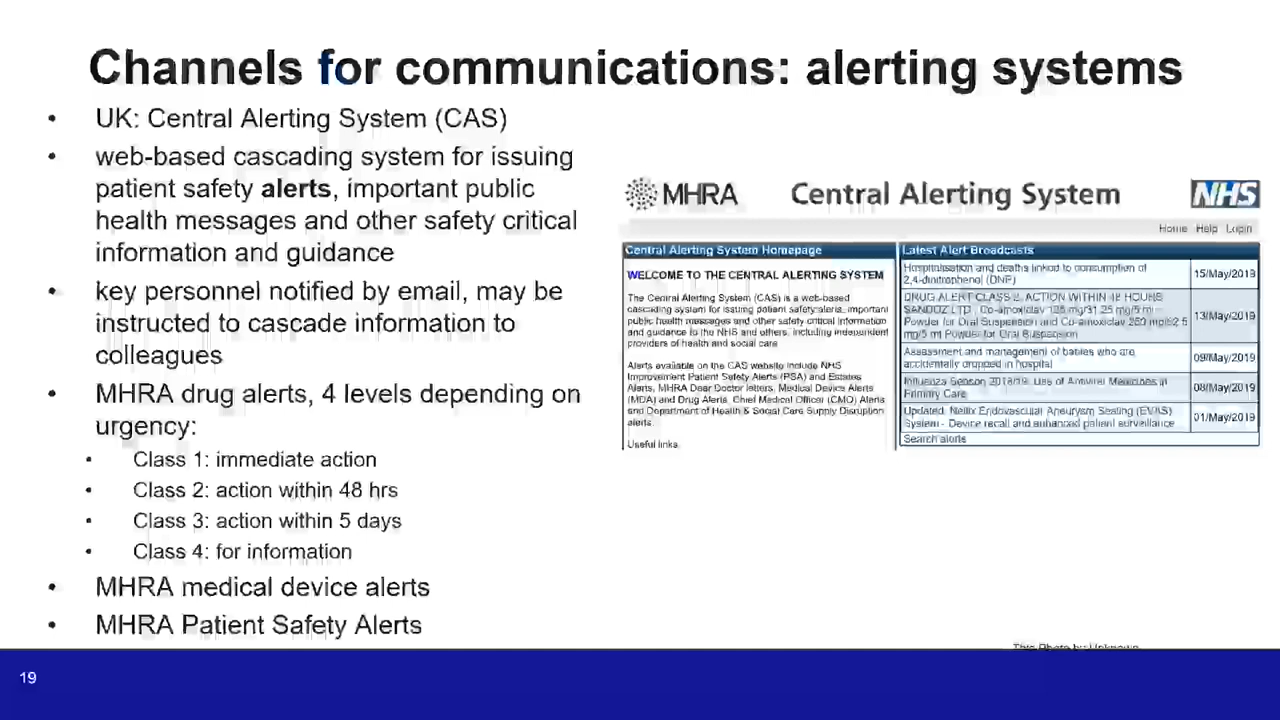 Channels for communications: alerting systems
• UK: Central Alerting System (CAS)
• web-based cascading system for issuing
patient safety alerts, important public
health messages and other safety critical
information and guidance
• key personnel notified by email, may be
instructed to cascade information to
colleagues
• MHRA drug alerts, 4 levels depending on
urgency:
• Class 1: immediate action
• Class 2: action within 48 hrs
• Class 3: action within 5 days
• Class 4: for information
• MHRA medical device alerts
• MHRA Patient Safety Alerts
MHRA Central Alerting System NHS
Home Help Login
Central Alerting System Homepage
WELCOME TO THE CENTRAL ALERTING SYSTEM
The Central Alerting System (CAS) is a web-based
cascading system for issuing patient safety alerts, important
public health messages and other safety critical information
and guidance to the NHS and others, including independent
providers of health and social care
Alerts available on the CAS website include NHS
Improvement Patient Safety Alerts (PSA) and Estates
Alerts, MHRA Dear Doctor letters, Medical Device Alerts
(MDA) and Drug Alerts, Chief Medical Officer (CMO) Alerts
and Department of Health & Social Care Supply Disruption
alerts.
Useful links
Latest Alert Broadcasts
Hospitalisation and deaths linked to consumption of
2,4-dinitrophenol (DNP)
15/May/2019
DRUG ALERT CLASS 2, ACTION WITHIN 48 HOURS
SANDOZ LTD, Co-amoxiclav 125 mg/31.25 mg/5 ml
Powder for Oral Suspension and Co-amoxiclav 250 mg/62.5
mg/5 ml Powder for Oral Suspension
13/May/2019
Assessment and management of babies who are
accidentally dropped in hospital
09/May/2019
Influenza Season 2018/19: Use of Antiviral Medicines in
Primary Care
08/May/2019
Updated: Nellix Endovascular Aneurysm Sealing (EVAS)
System - Device recall and enhanced patient surveillance
01/May/2019
Search alerts
This Photo by Unknown
19